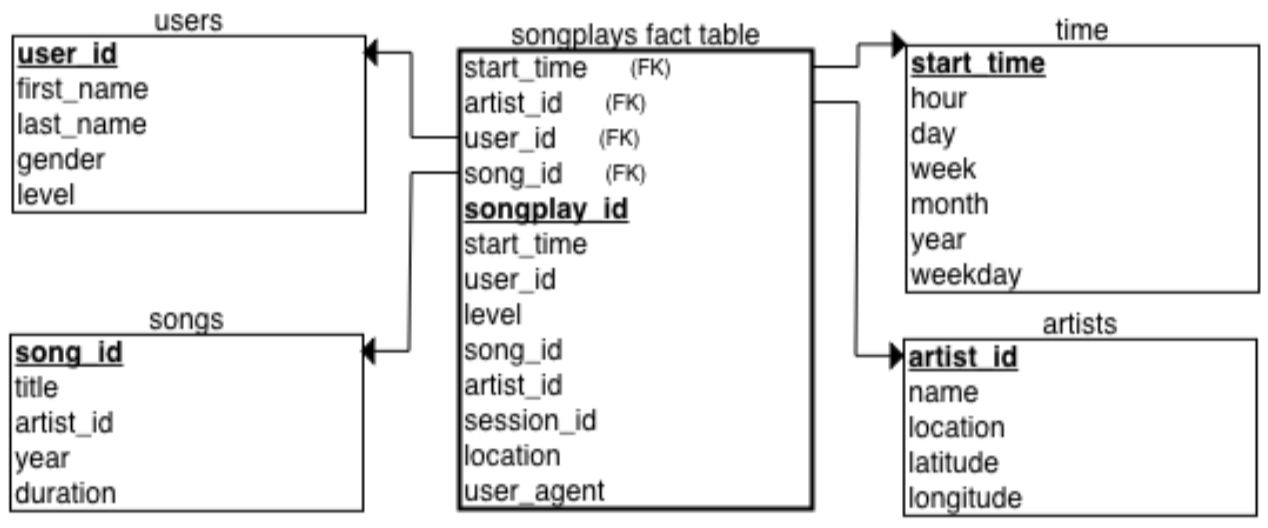 users
user_id
first_name
last_name
gender
level
songs
song_id
title
artist_id
year
duration
songplays fact table
start_time (FK)
artist_id (FK)
user_id (FK)
song_id (FK)
songplay_id
start_time
user_id
level
song_id
artist_id
session_id
location
user_agent
time
start_time
hour
day
week
month
year
weekday
artists
artist_id
name
location
latitude
longitude